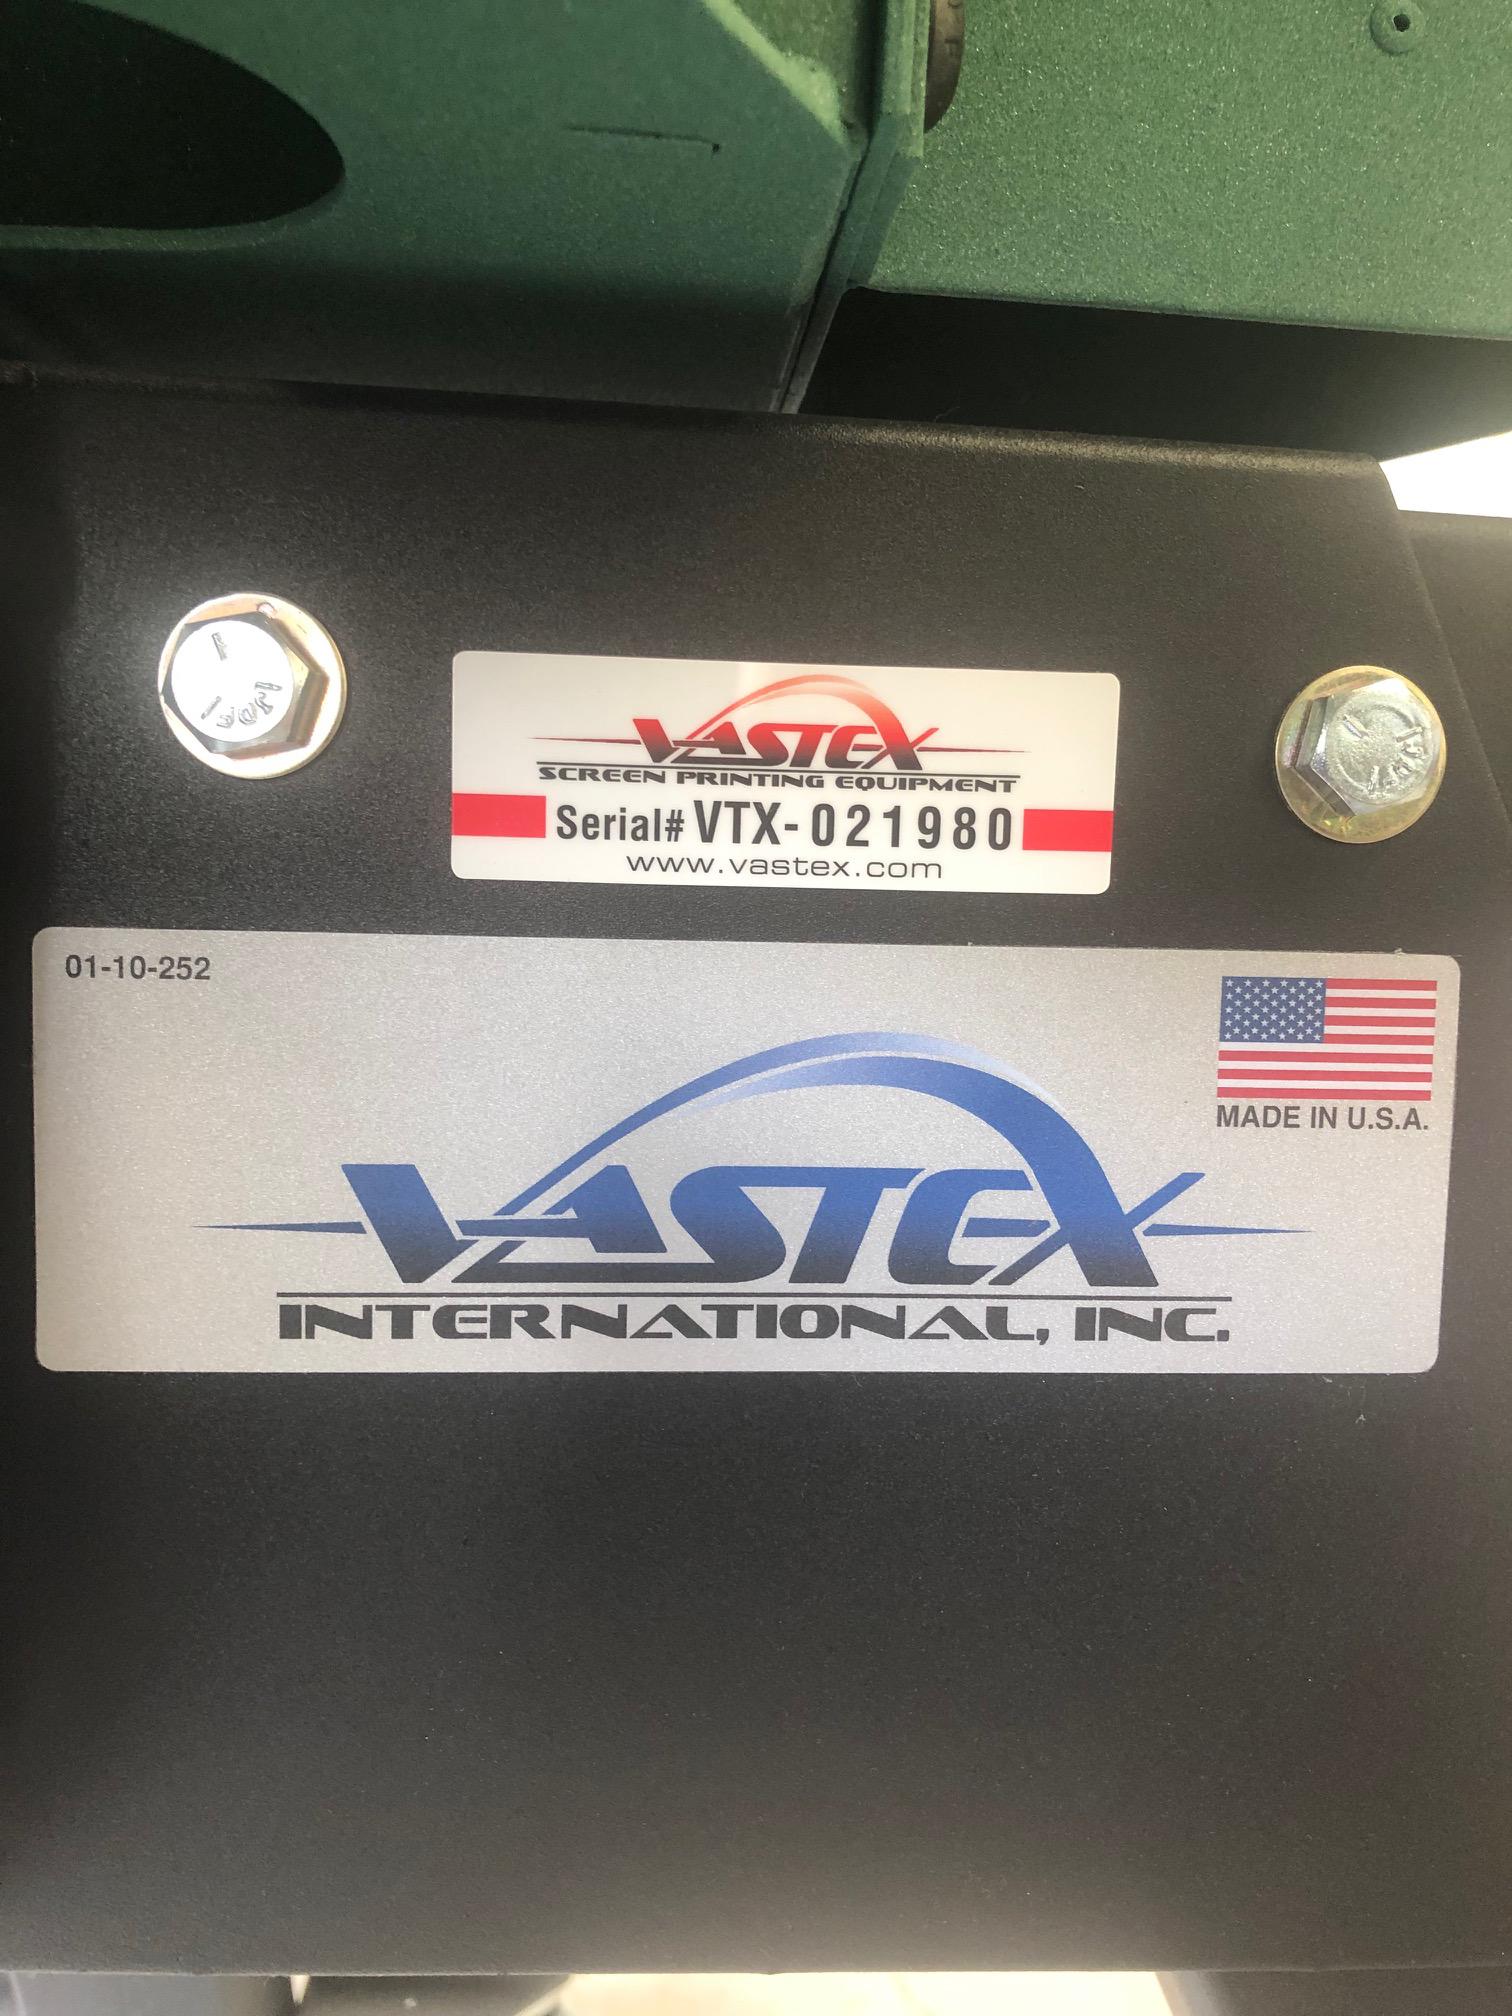 VASTEX
SCREEN PRINTING EQUIPMENT
Serial# VTX-021980
www.vastex.com
01-10-252
MADE IN U.S.A.
VASTEX
INTERNATIONAL, INC.